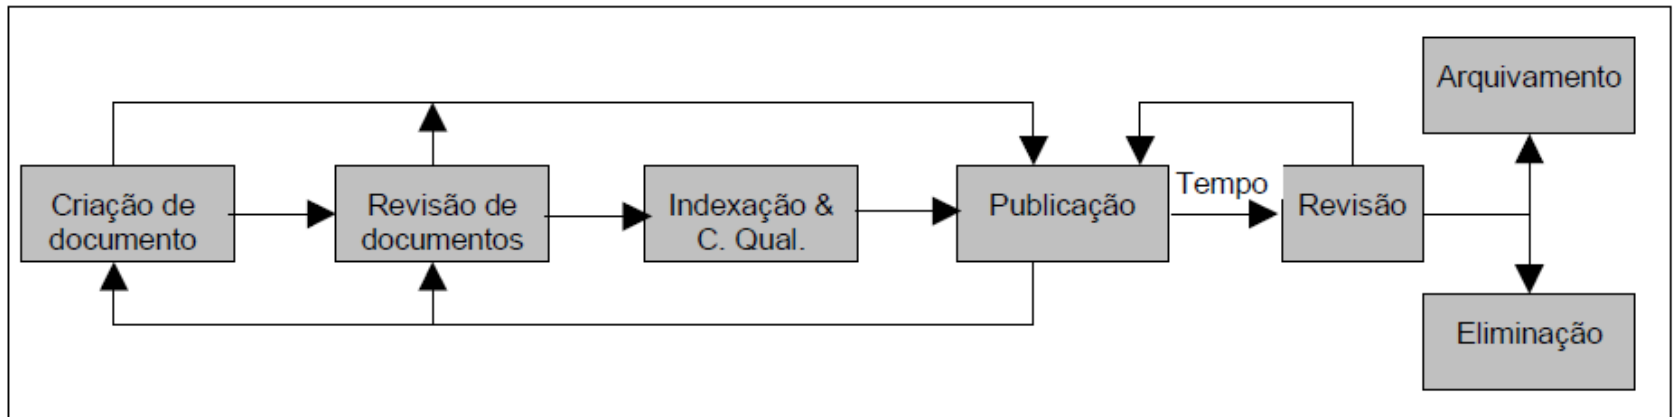 Criação de
documento
Revisão de
documentos
Indexação &
C. Qual.
Publicação
Tempo
Revisão
Arquivamento
Eliminação